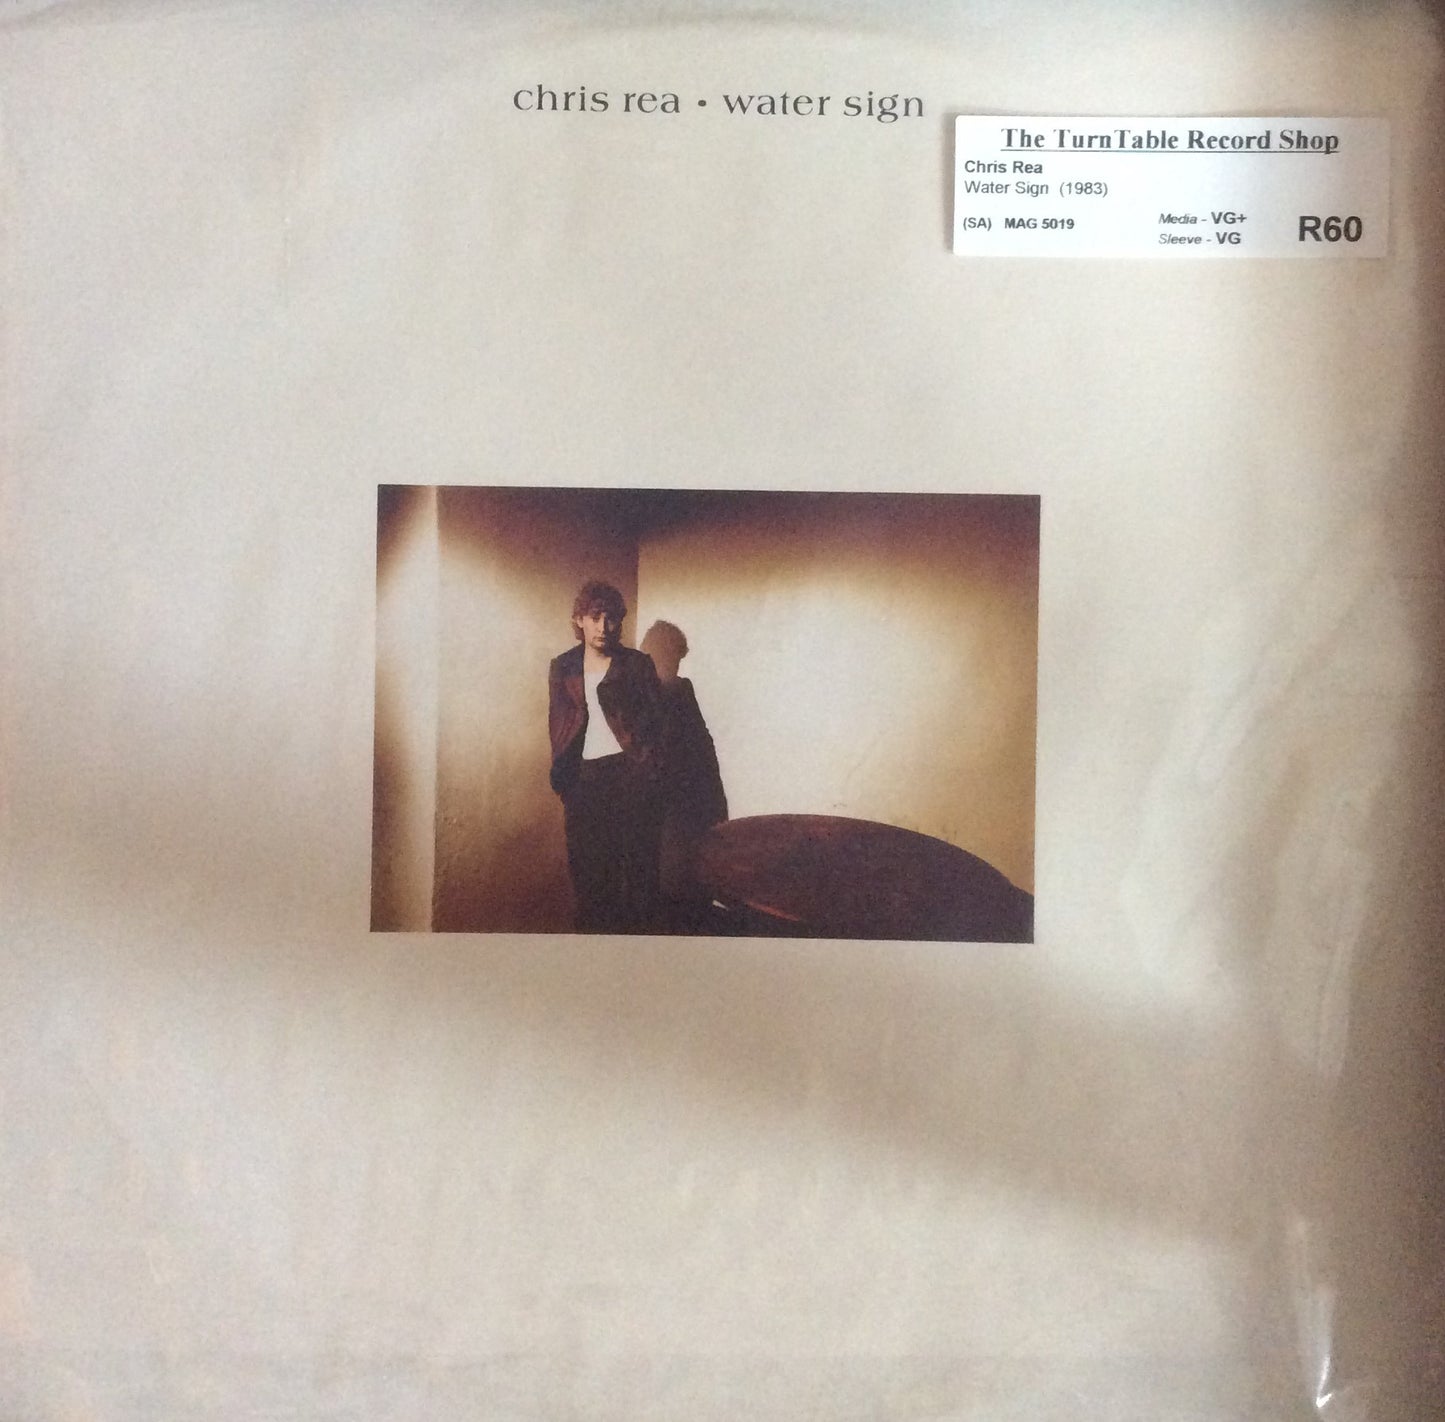 chris rea • water sign
The TurnTable Record Shop
Chris Rea
Water Sign (1983)
(SA) MAG 5019 Media - VG+ R60
Sleeve - VG